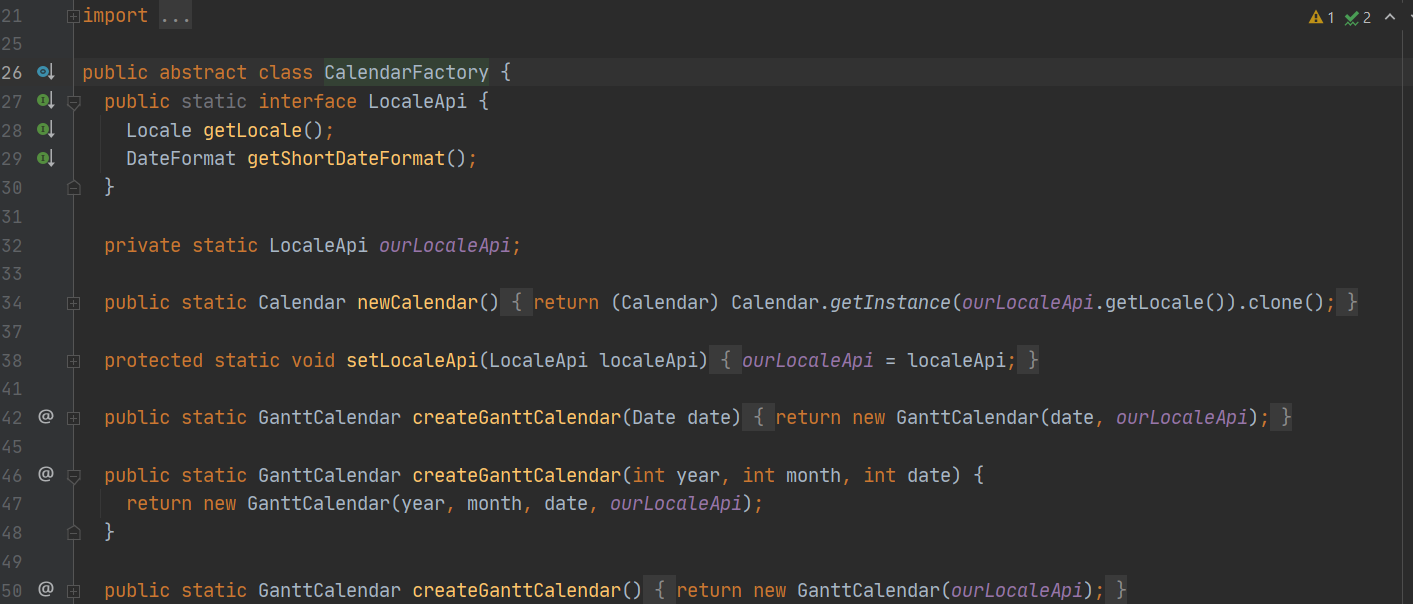 21 import ... 1 2
25
26 public abstract class CalendarFactory {
27 public static interface LocaleApi {
28 Locale getLocale();
29 DateFormat getShortDateFormat();
30 }
31
32 private static LocaleApi ourLocaleApi;
33
34 public static Calendar newCalendar() { return (Calendar) Calendar.getInstance(ourLocaleApi.getLocale()).clone(); }
37
38 protected static void setLocaleApi(LocaleApi localeApi) { ourLocaleApi = localeApi; }
41
42 @ public static GanttCalendar createGanttCalendar(Date date) { return new GanttCalendar(date, ourLocaleApi); }
45
46 @ public static GanttCalendar createGanttCalendar(int year, int month, int date) {
47 return new GanttCalendar(year, month, date, ourLocaleApi);
48 }
49
50 @ public static GanttCalendar createGanttCalendar() { return new GanttCalendar(ourLocaleApi); }